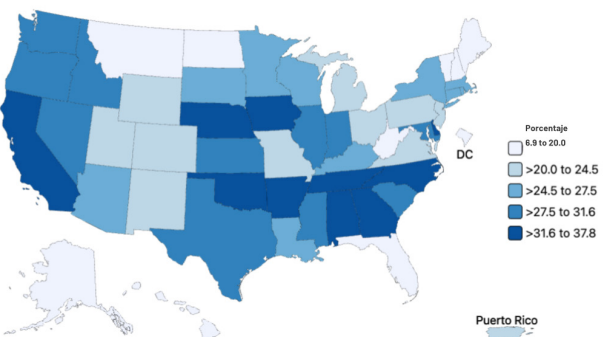 Porcentaje
6.9 to 20.0
DC
>20.0 to 24.5
>24.5 to 27.5
>27.5 to 31.6
>31.6 to 37.8
Puerto Rico